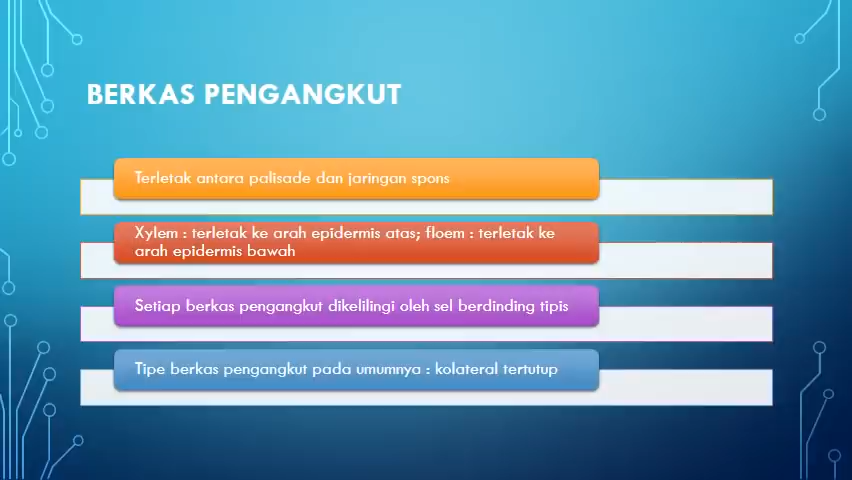 BERKAS PENGANGKUT
Terletak antara palisade dan jaringan spons
Xylem : terletak ke arah epidermis atas; floem : terletak ke
arah epidermis bawah
Setiap berkas pengangkut dikelilingi oleh sel berdinding tipis
Tipe berkas pengangkut pada umumnya : kolateral tertutup